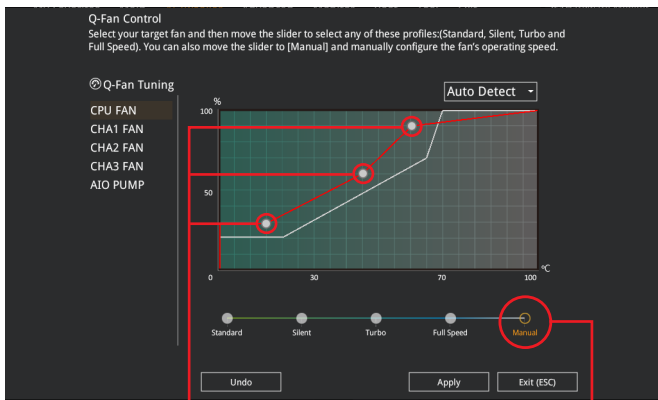 Q-Fan Control
Select your target fan and then move the slider to select any of these profiles:(Standard, Silent, Turbo and
Full Speed). You can also move the slider to [Manual] and manually configure the fan's operating speed.
Q-Fan Tuning
Auto Detect
CPU FAN
CHA1 FAN
CHA2 FAN
CHA3 FAN
AIO PUMP
%
100
50
0
30
70
100
°C
Standard
Silent
Turbo
Full Speed
Manual
Undo
Apply
Exit (ESC)